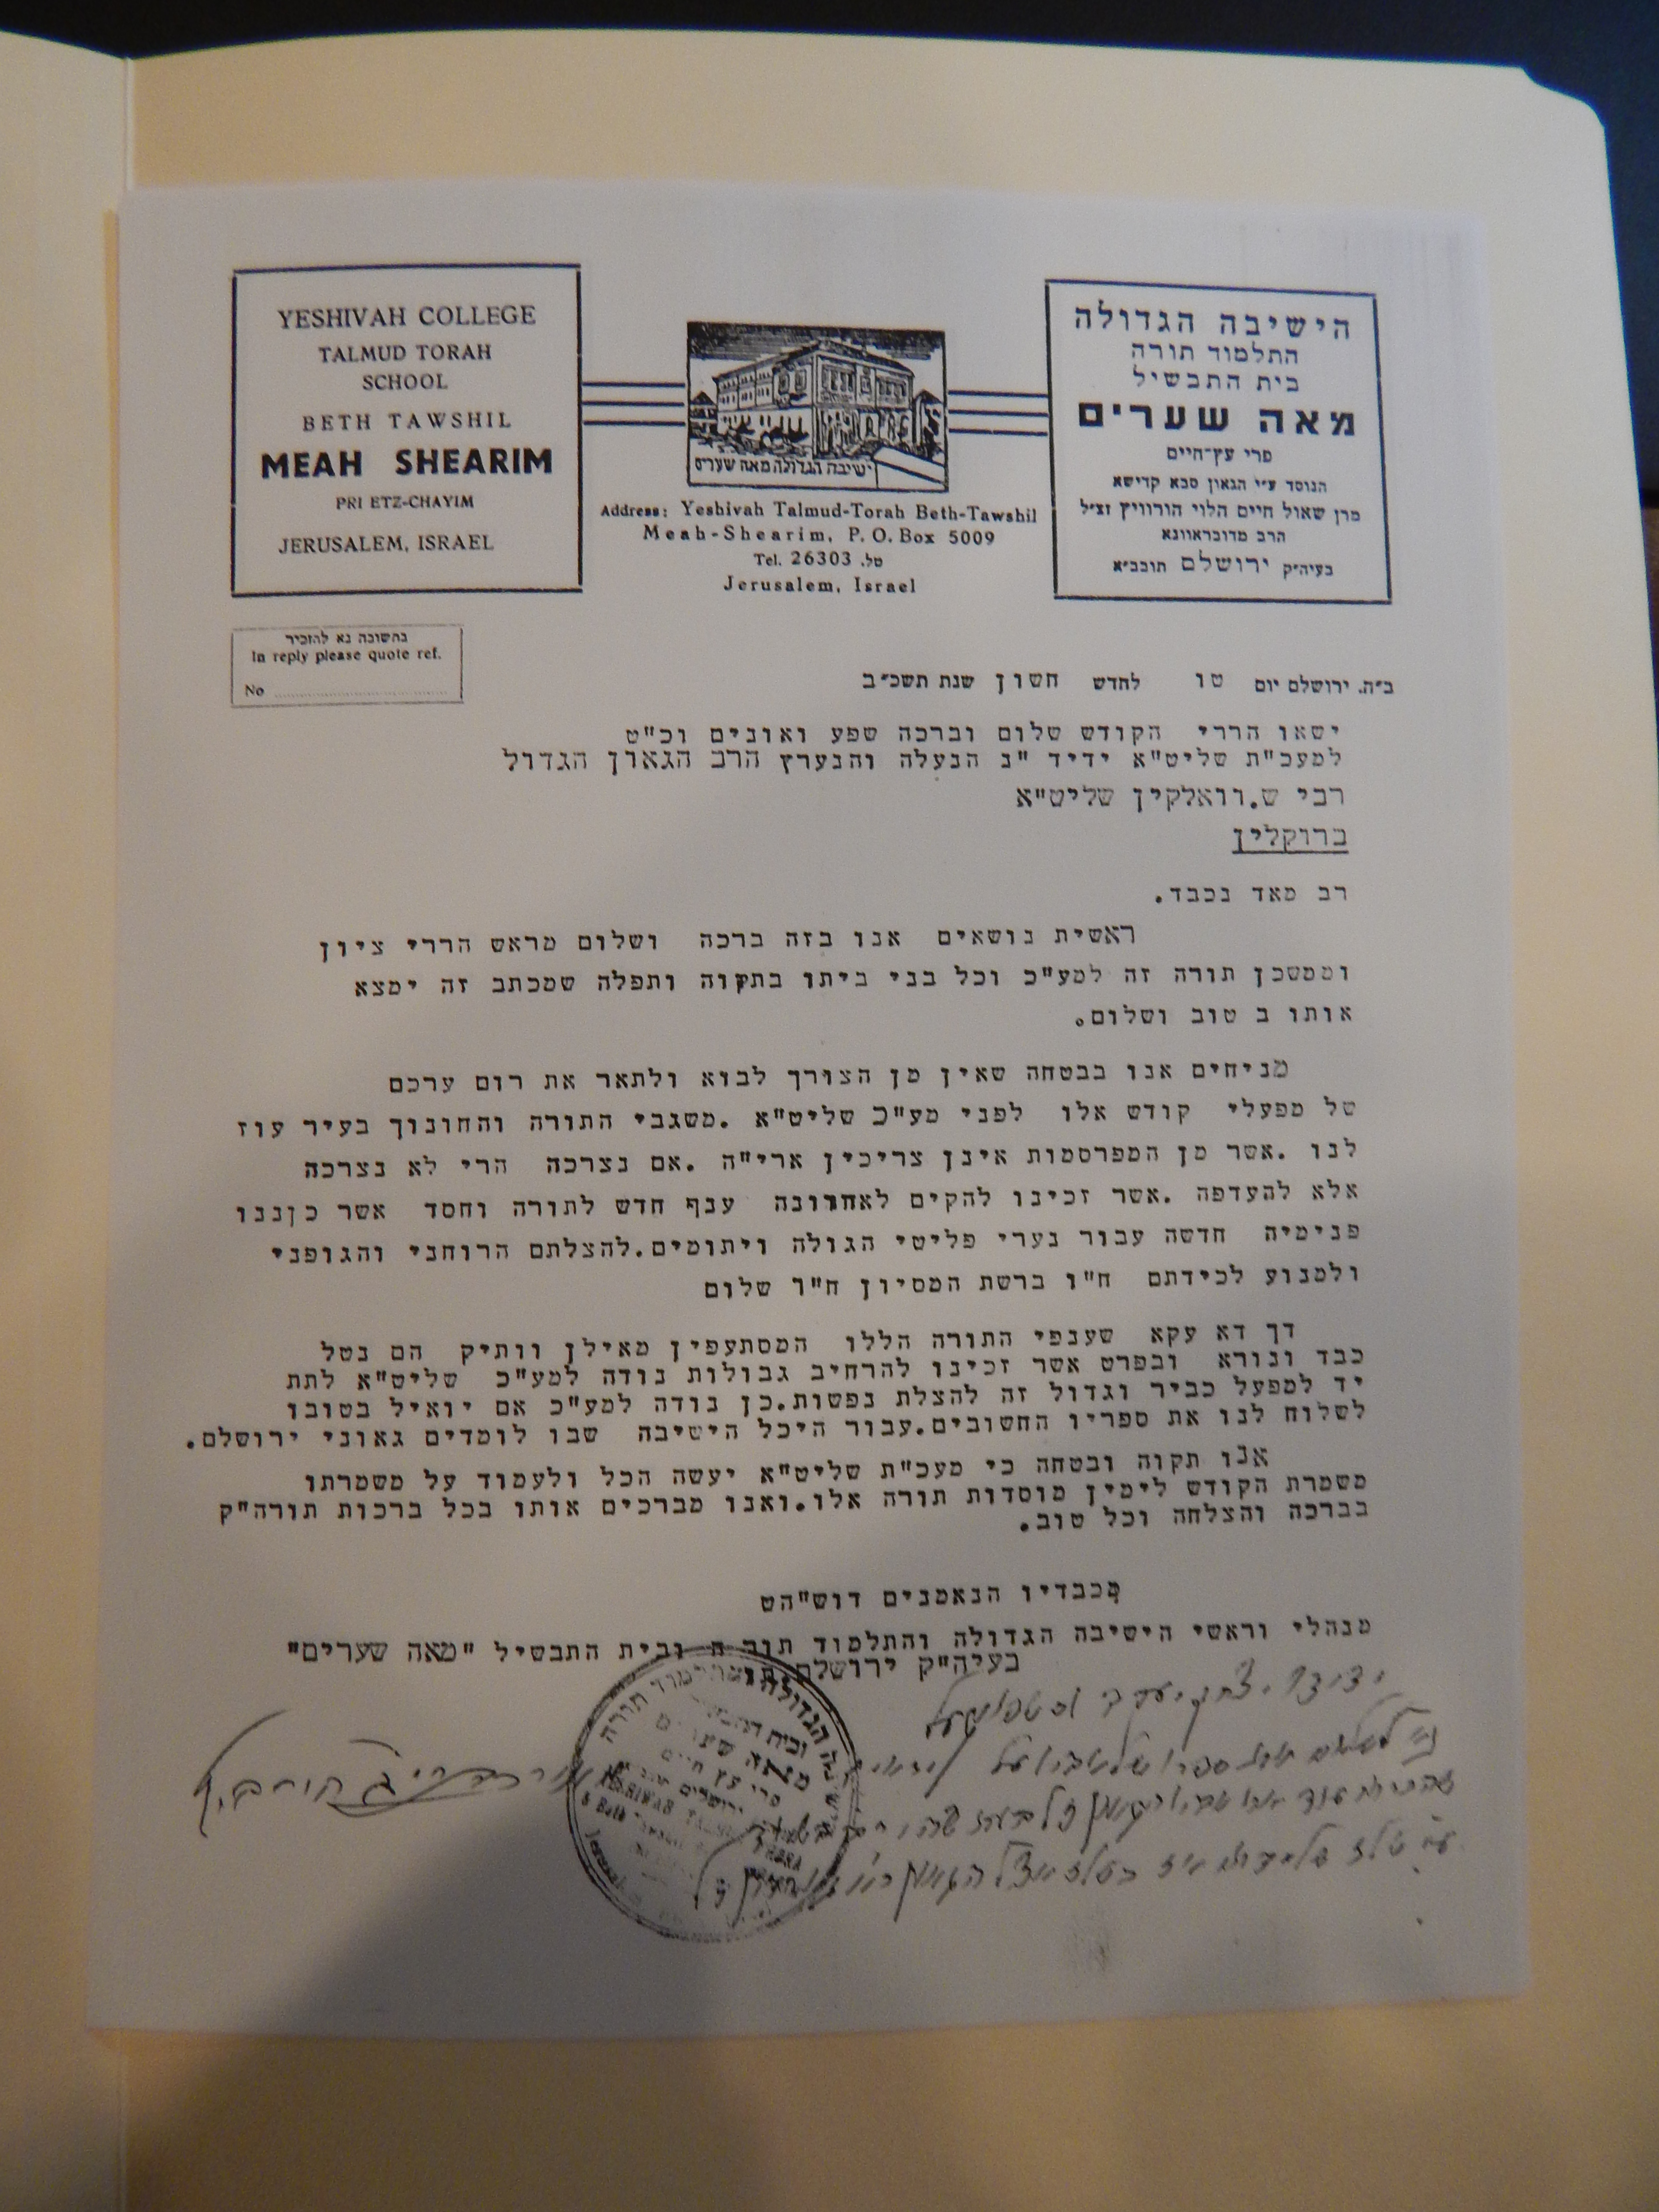 YESHIVAH COLLEGE
TALMUD TORAH
SCHOOL
BETH TAWSHIL
MEAH SHEARIM
PRI ETZ-CHAYIM
JERUSALEM, ISRAEL
ישיבה הגדולה מאה שערים
Address: Yeshivah Talmud-Torah Beth-Tawshil
Meah-Shearim, P.O. Box 5009
Tel. 26303 טל.
Jerusalem, Israel
הישיבה הגדולה
התלמוד תורה
בית התבשיל
מאה שערים
פרי עץ־חיים
הנוסד ע״י הגאון סבא קדישא
מרן שאול חיים הלוי הורוויץ זצ״ל
הרב מדובראוונא
בעיה״ק ירושלם תובב״א
בתשובה נא להזכיר
In reply please quote ref.
No
ב״ה. ירושלם יום טו לחדש חשון שנת תשכ״ב
ישאו הררי הקודש שלום וברכה שפע ואונים וכ"ט
למעכ"ת שליט"א ידיד "נ הנעלה והנערץ הרב הגאון הגדול
רבי ש.וואלקין שליט"א
ברוקלין
רב מאד נכבד.
ראשית נושאים אנו בזה ברכה ושלום מראש הררי ציון
וממשכן תורה זה למע"כ וכל בני ביתו בתקוה ותפלה שמכתב זה ימצא
אותו ב טוב ושלום.
מניחים אנו בבטחה שאין מן הצורך לבוא ולתאר את רום ערכם
של מפעלי קודש אלו לפני מע"כ שליט"א .משגבי התורה והחונוך בעיר עוז
לנו .אשר מן המפרסמות אינן צריכין ארי"ה .אם נצרכה הרי לא נצרכה
אלא להעדפה .אשר זכינו להקים לאחרונה ענף חדש לתורה וחסד אשר כןננו
פנימיה חדשה עבור נערי פליטי הגולה ויתומים.להצלתם הרוחני והגופני
ולמנוע לכידתם ח"ו ברשת המסיון ח"ו שלום
דך דא עקא שענפי התורה הללו המסתעפין מאילן וותיק הם נטל
כבד ונורא ובפרט אשר זכינו להרחיב גבולות נודה למע"כ שליט"א לתת
יד למפעל כביר וגדול זה להצלת נפשות.כן נודה למע"כ אם יואיל בטובו
לשלוח לנו את ספריו החשובים.עבור היכל הישיבה שבו לומדים גאוני ירושלם.
אנו תקוה ובטחה כי מעכ"ת שליט"א יעשה הכל ולעמוד על משמרתו
משמרת הקודש לימין מוסדות תורה אלו.ואנו מברכים אותו בכל ברכות תורה"ק
בברכה והצלחה וכל טוב.
מכבדיו הנאמנים דוש"הט
מנהלי וראשי הישיבה הגדולה והתלמוד תורה ובית התבשיל "מאה שערים"
בעיה"ק ירושלם